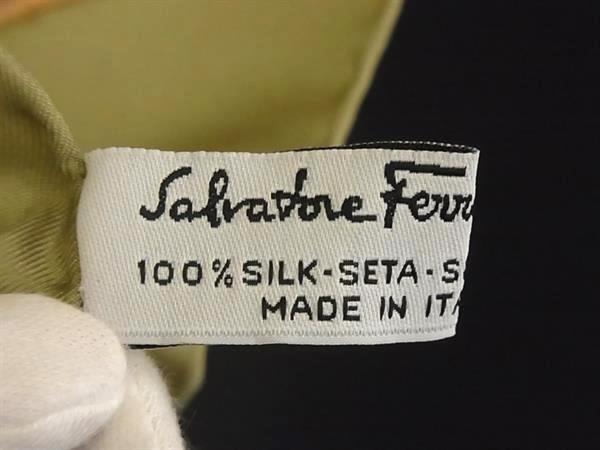 Salvatore Ferr
100% SILK-SETA-S
MADE IN ITA